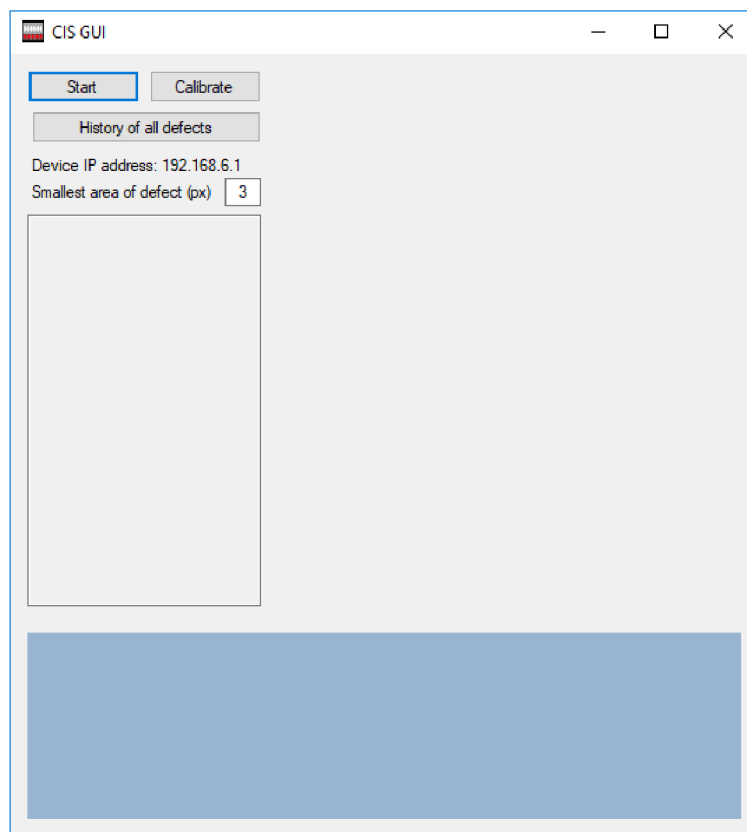 CIS GUI
Start Calibrate
History of all defects
Device IP address: 192.168.6.1
Smallest area of defect (px) 3